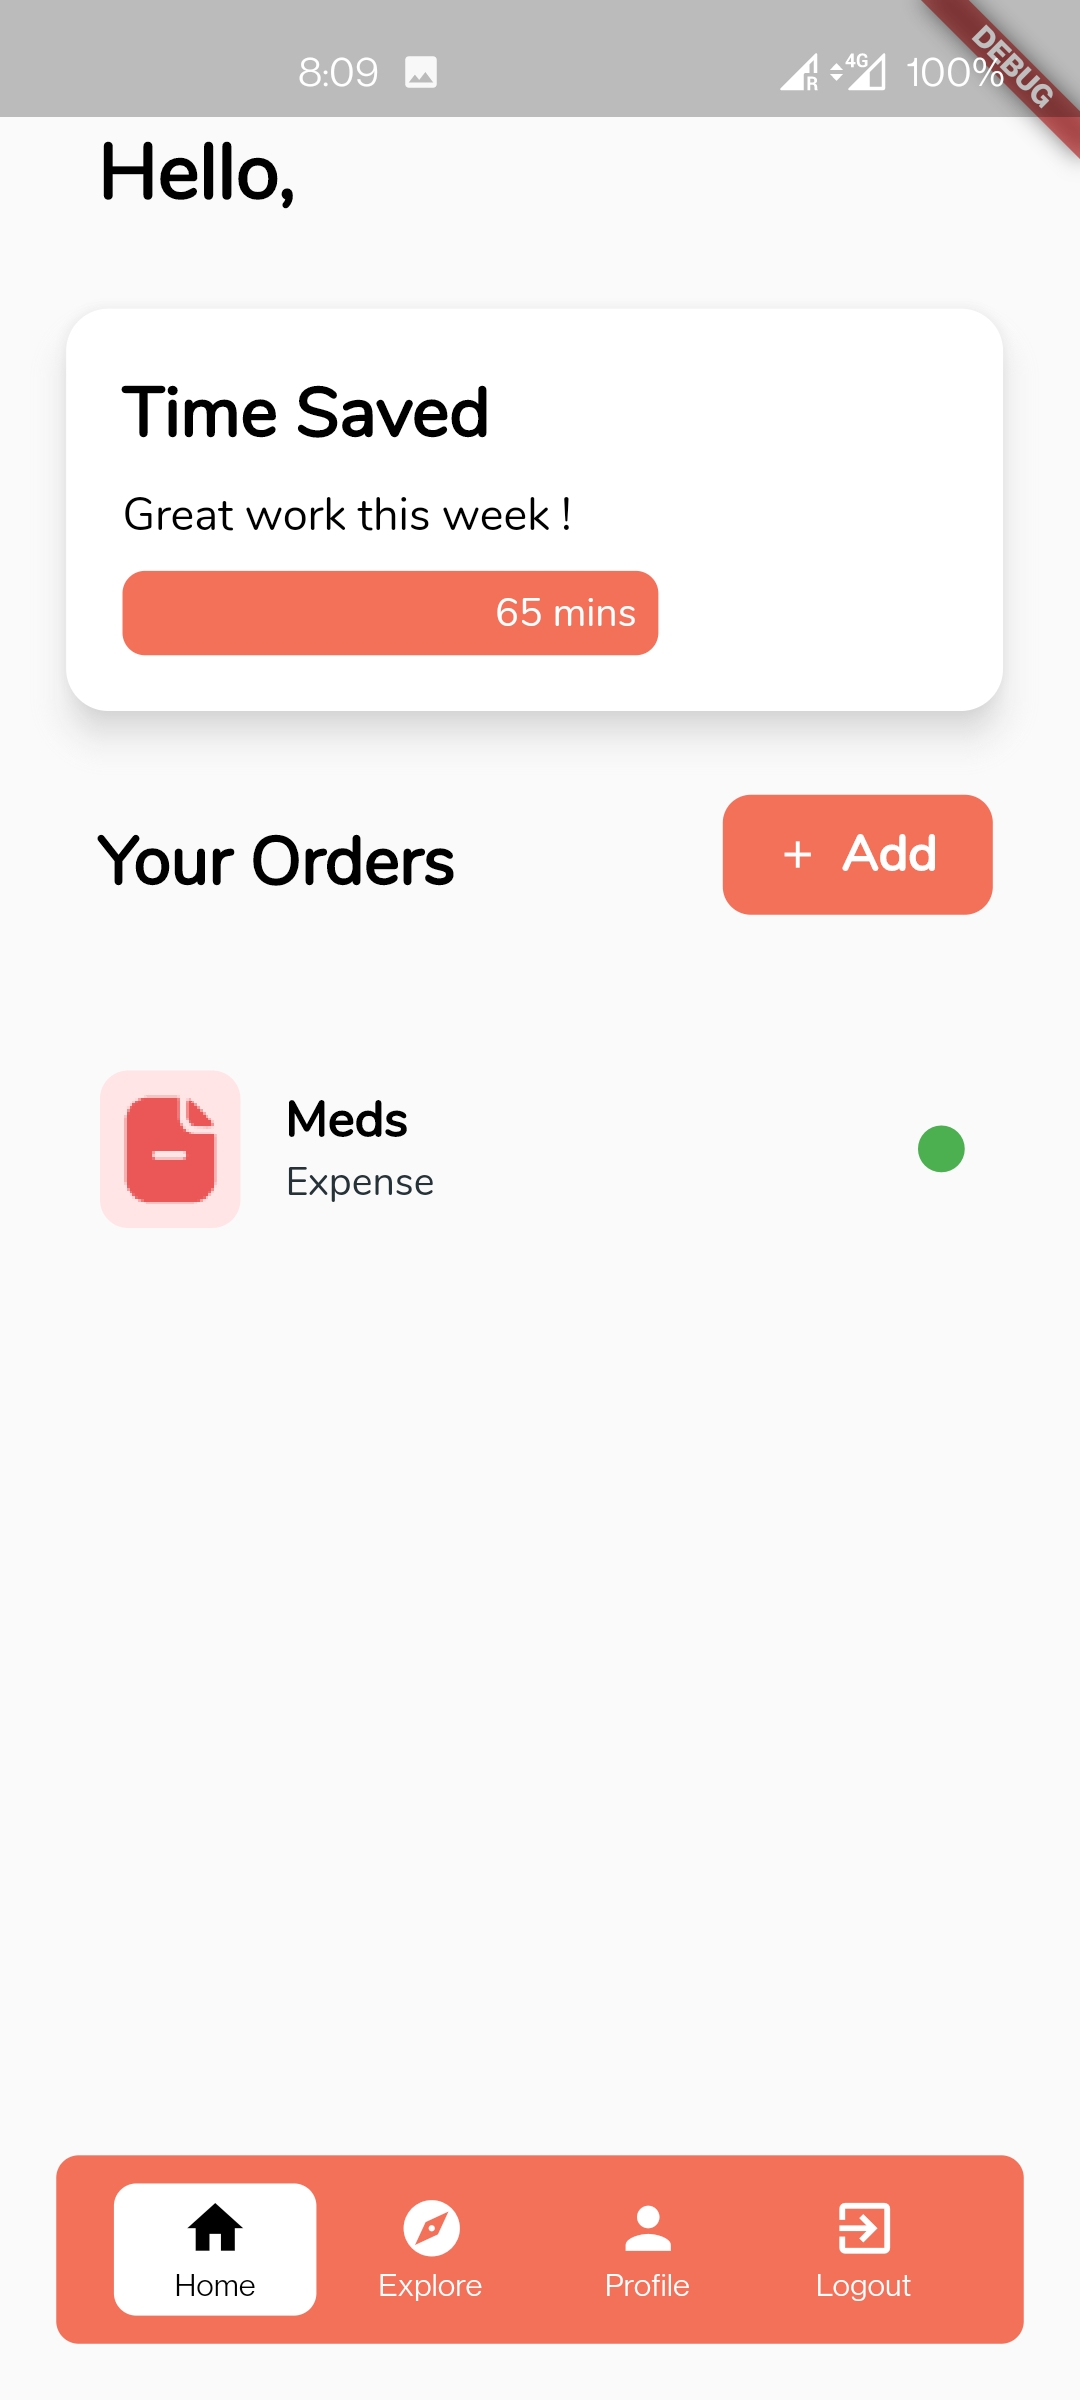 8:09
R 4G 100%
DEBUG
Hello,
Time Saved
Great work this week !
65 mins
Your Orders
+ Add
Meds
Expense
Home Explore Profile Logout